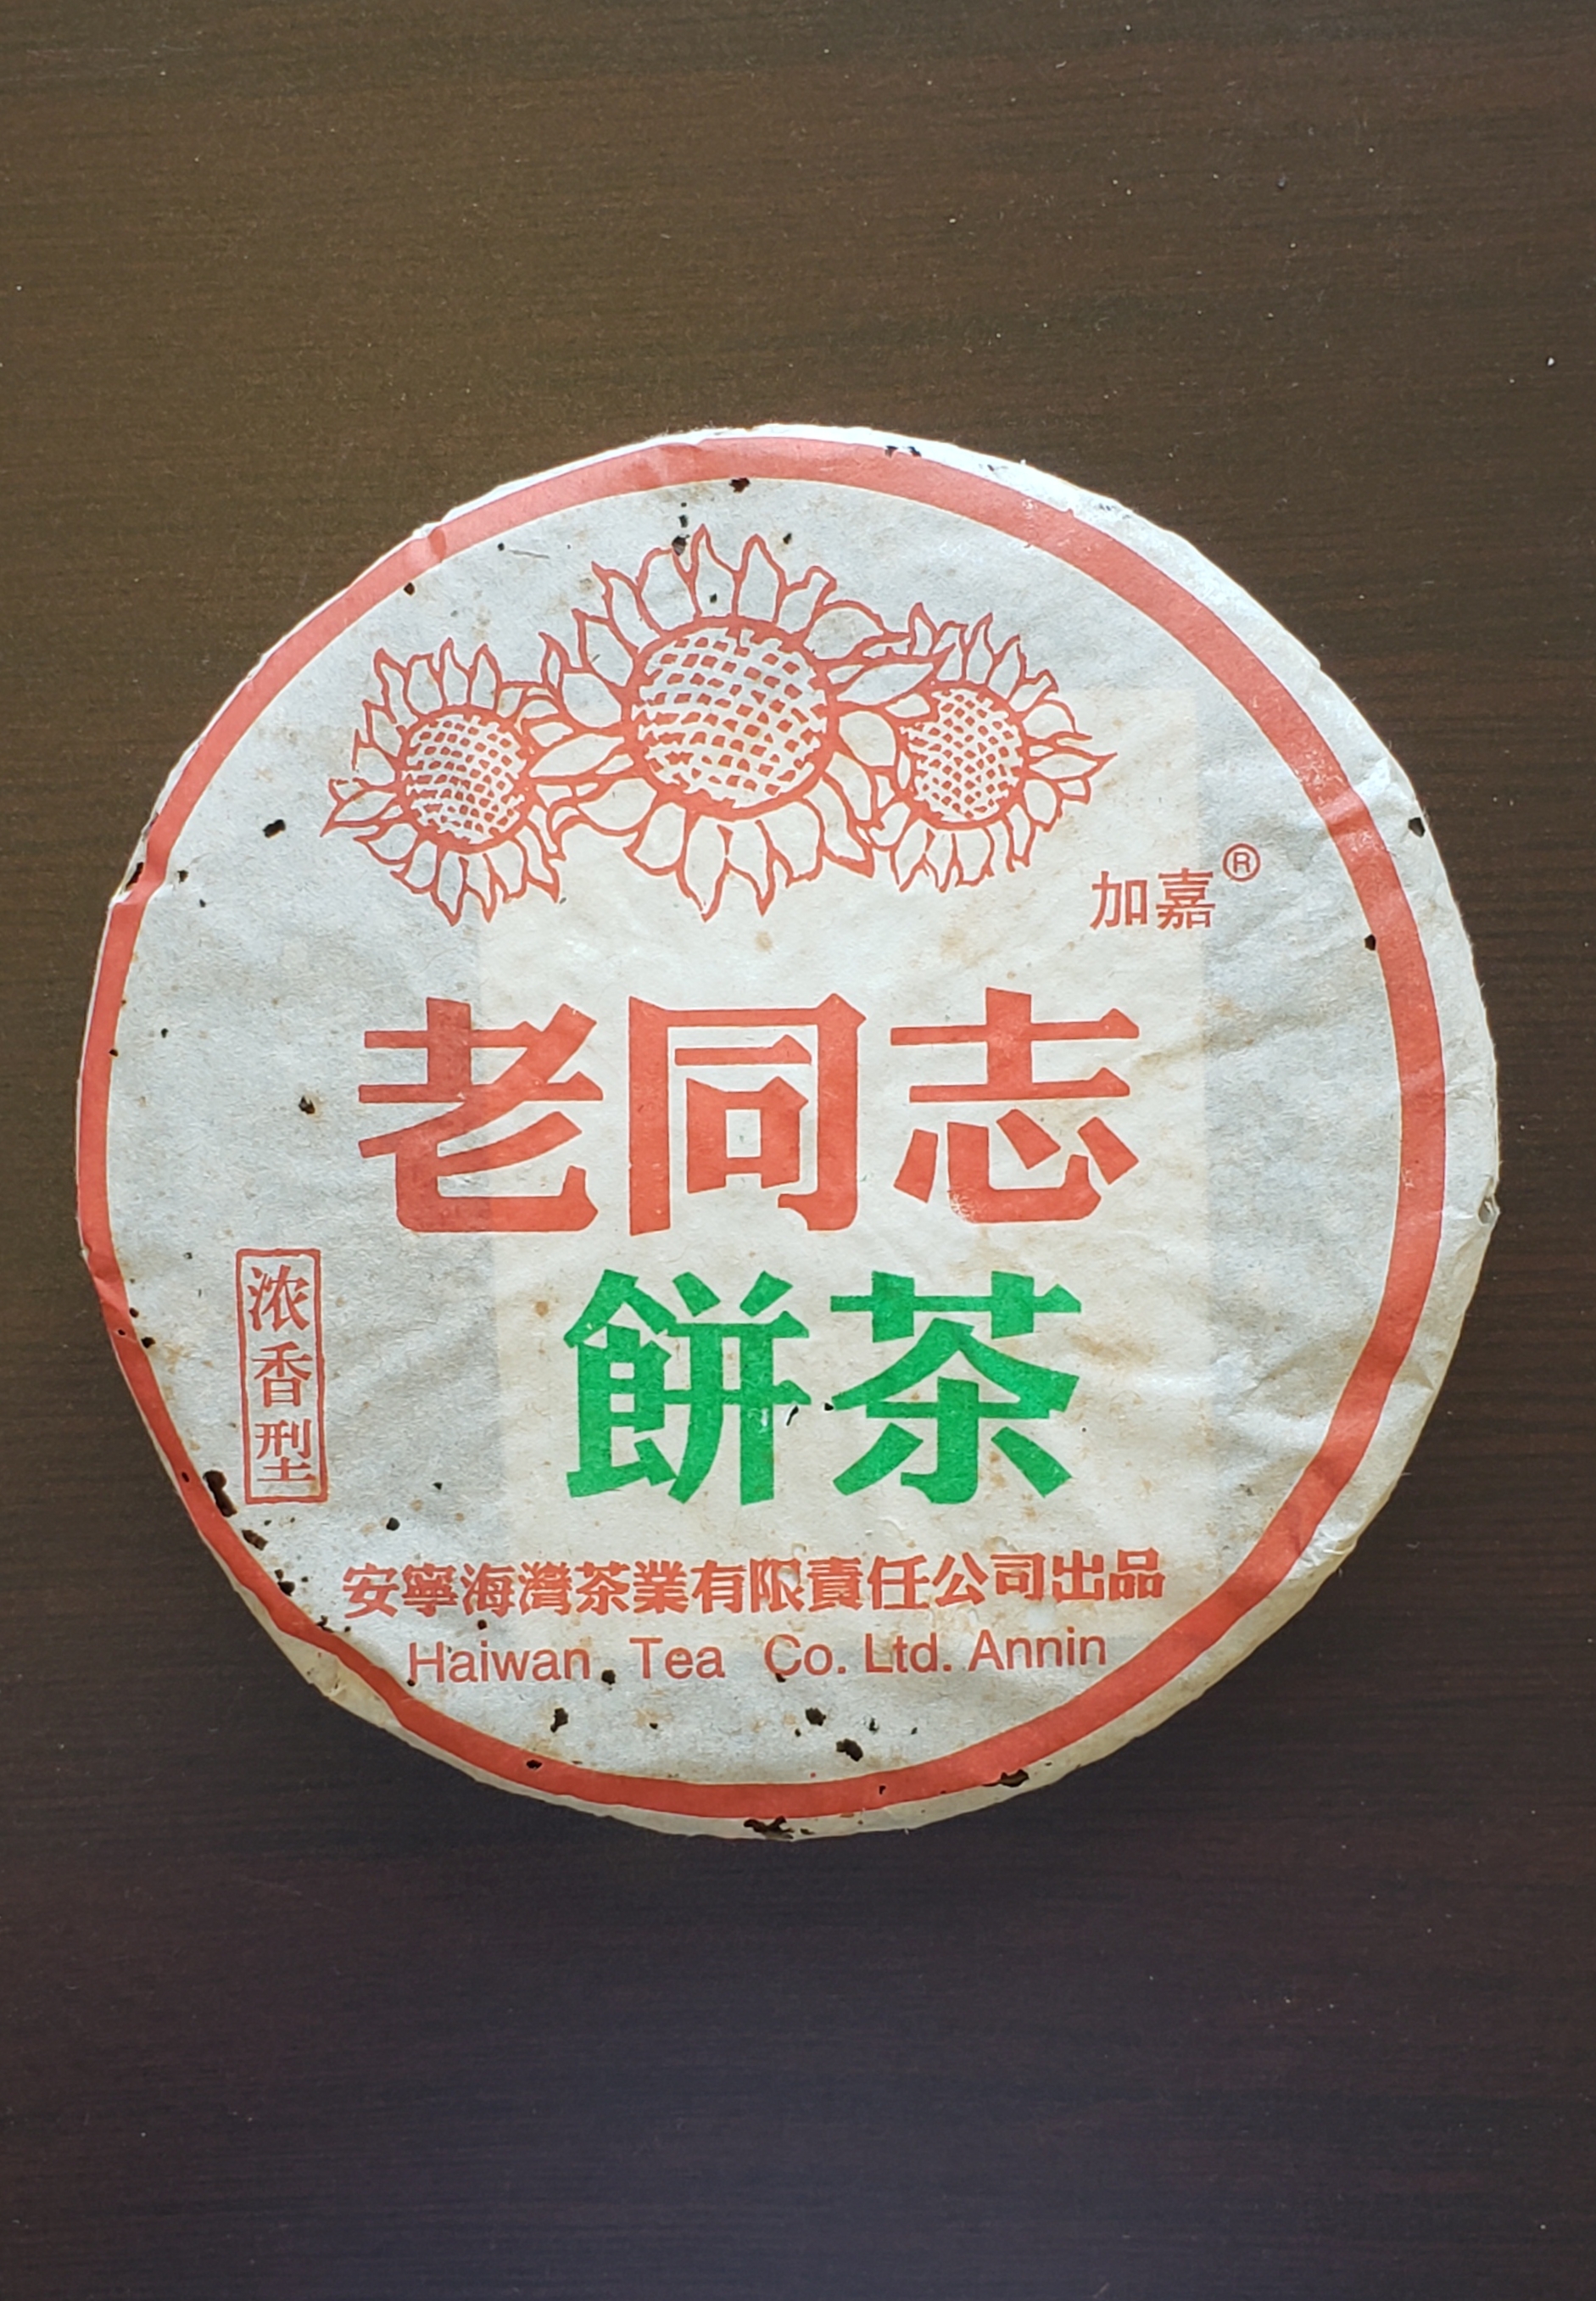 加嘉®
老同志
餅茶
浓香型
安寧海灣茶業有限責任公司出品
Haiwan Tea Co. Ltd. Annin